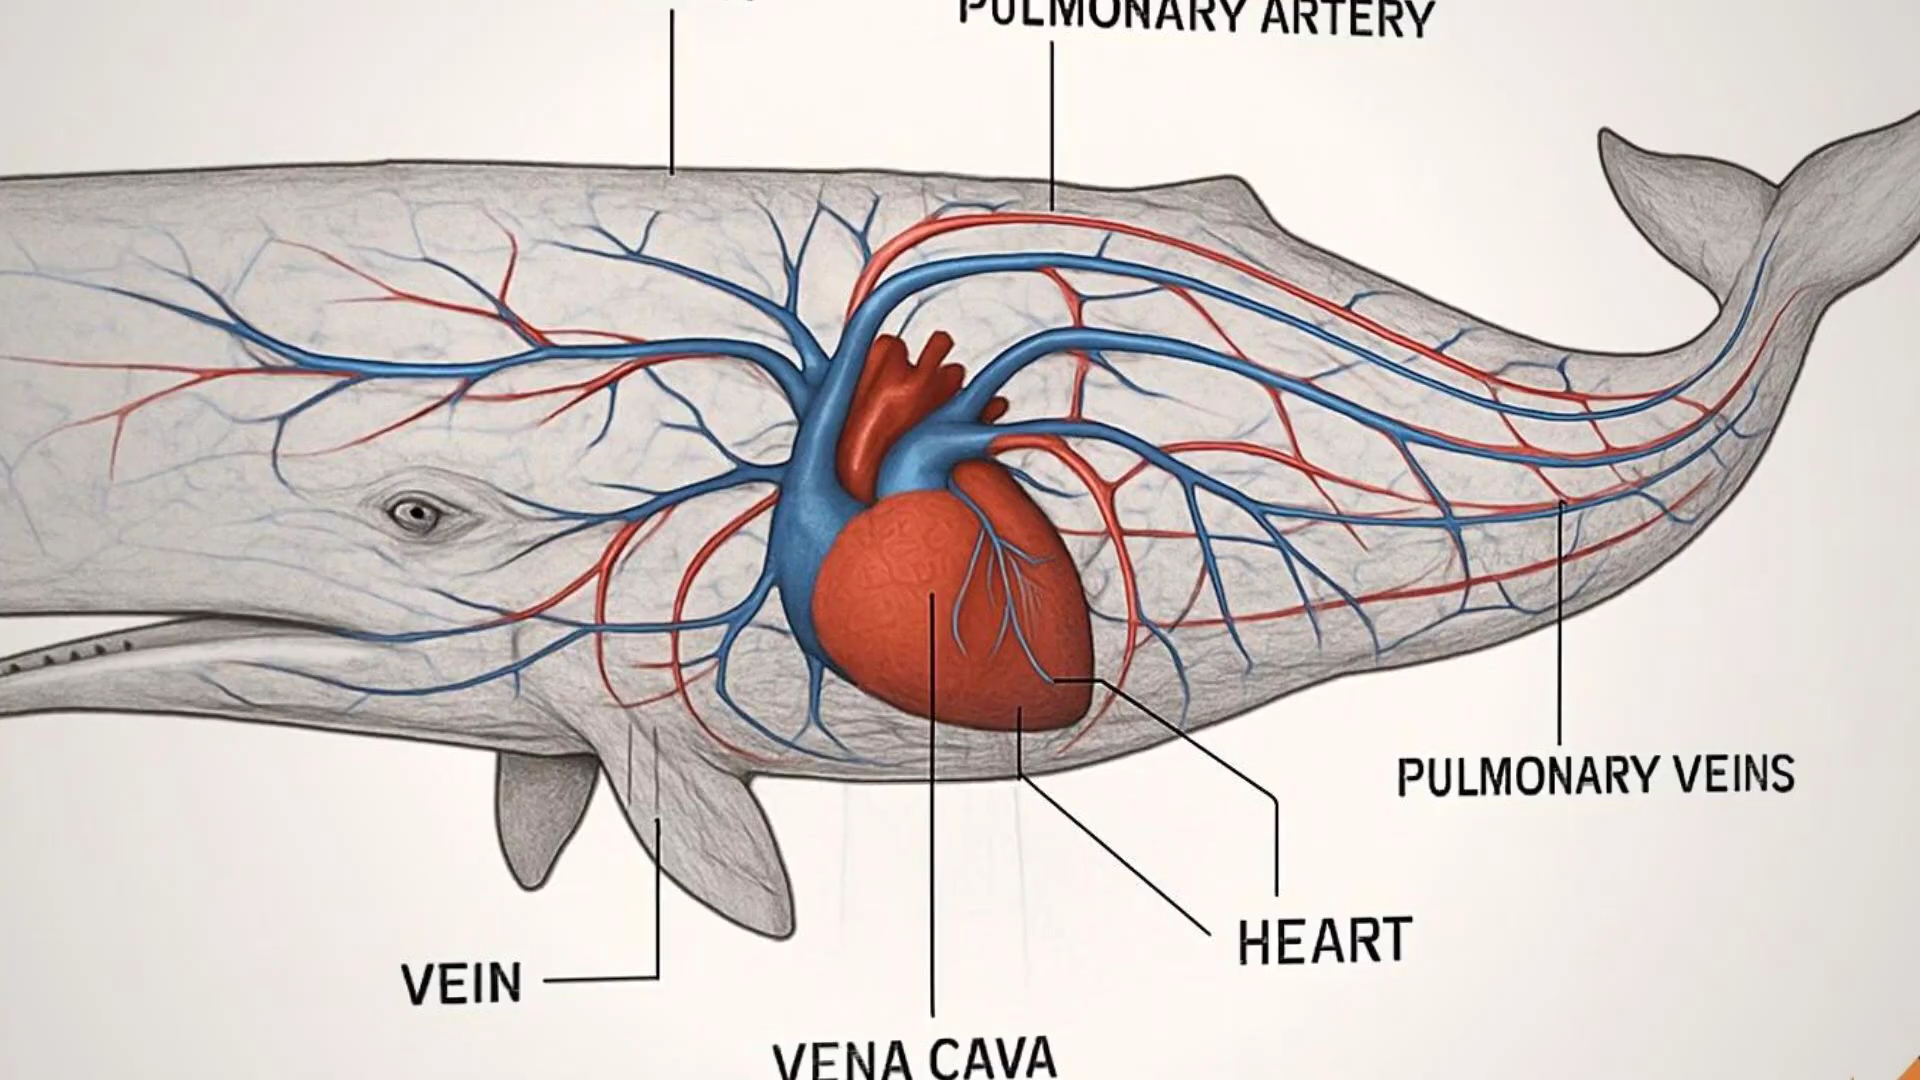 PULMONARY ARTERY
PULMONARY VEINS
HEART
VEIN
VENA CAVA